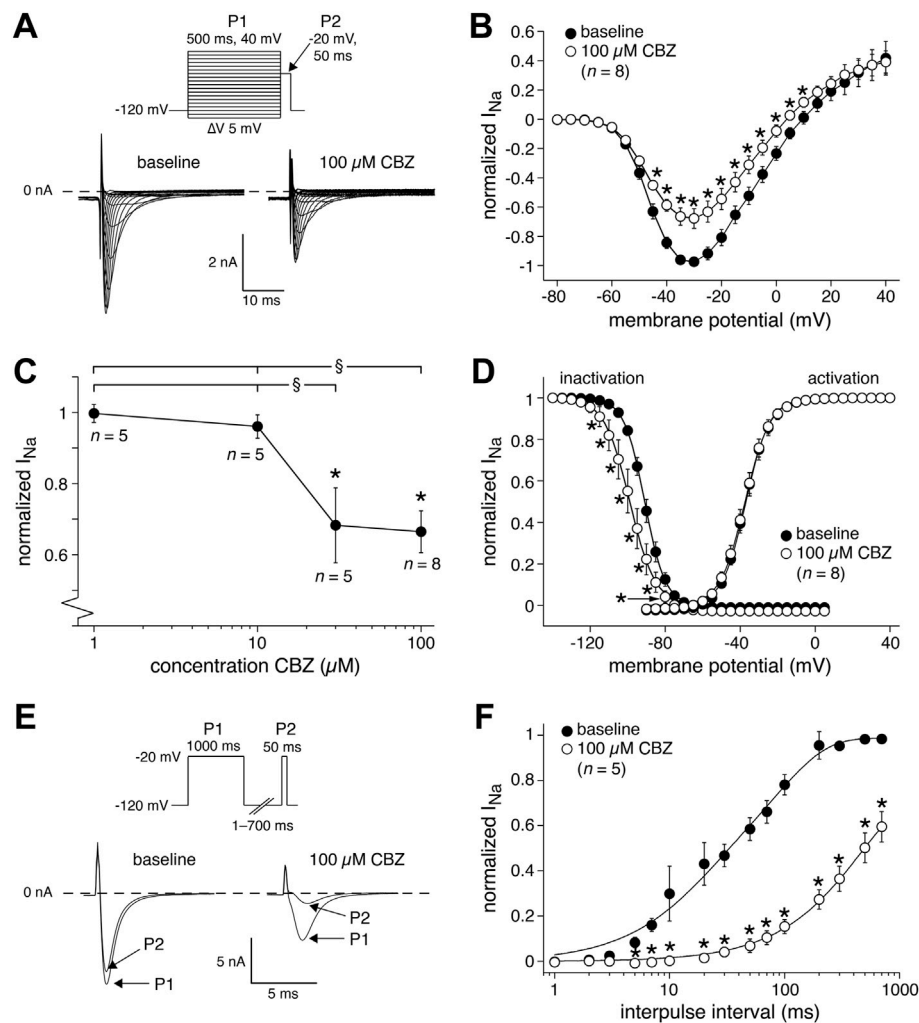 A
P1
500 ms, 40 mV
P2
-20 mV,
50 ms
-120 mV
ΔV 5 mV
baseline
100 µM CBZ
0 nA
2 nA
10 ms
B
baseline
100 µM CBZ
(n = 8)
normalized INa
0.6
0.4
0.2
0
-0.2
-0.4
-0.6
-0.8
-1
* * * * * * * * * * * *
-80 -60 -40 -20 0 20 40
membrane potential (mV)
C
§
§
normalized INa
1
0.8
0.6
n = 5
n = 5
*
n = 5
*
n = 8
1 10 100
concentration CBZ (µM)
D
inactivation
activation
normalized INa
1
0.8
0.6
0.4
0.2
0
* * * * * * * *
baseline
100 µM CBZ
(n = 8)
-120 -80 -40 0 40
membrane potential (mV)
E
P1
1000 ms
P2
50 ms
-20 mV
-120 mV
1–700 ms
baseline
100 µM CBZ
0 nA
P2
P1
P2
P1
5 nA
5 ms
F
baseline
100 µM CBZ
(n = 5)
normalized INa
1
0.8
0.6
0.4
0.2
0
* * * * * * * * * * *
1 10 100 1000
interpulse interval (ms)